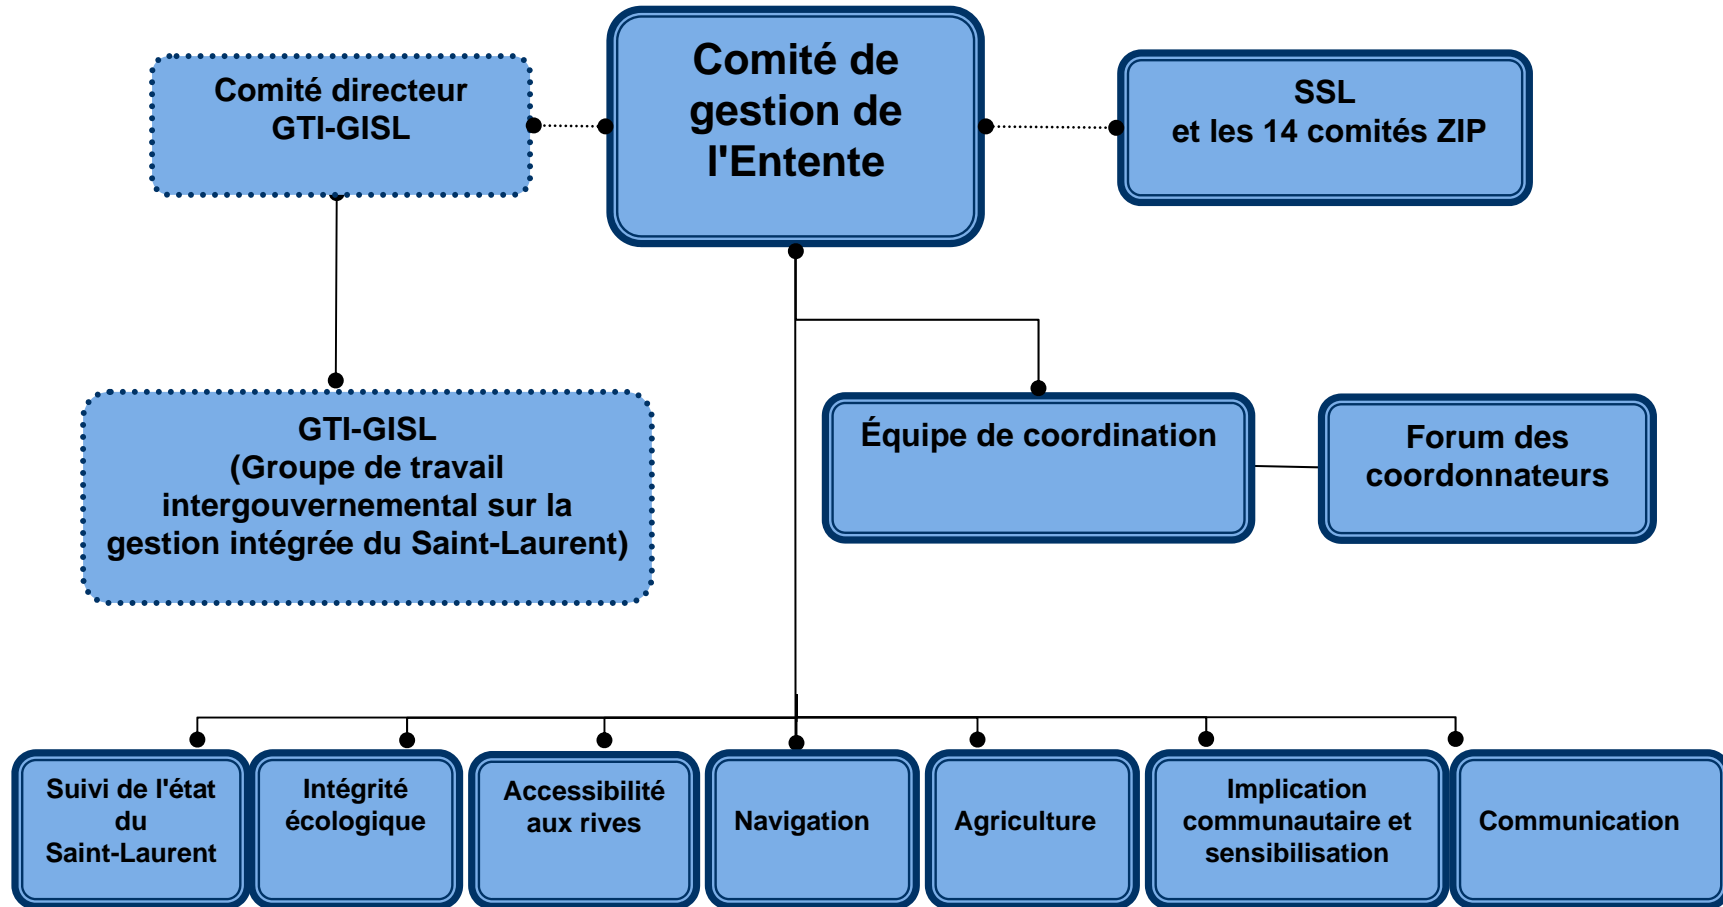 Comité directeur
GTI-GISL
Comité de
gestion de
l'Entente
SSL
et les 14 comités ZIP
GTI-GISL
(Groupe de travail
intergouvernemental sur la
gestion intégrée du Saint-Laurent)
Équipe de coordination
Forum des
coordonnateurs
Suivi de l'état
du
Saint-Laurent
Intégrité
écologique
Accessibilité
aux rives
Navigation
Agriculture
Implication
communautaire et
sensibilisation
Communication